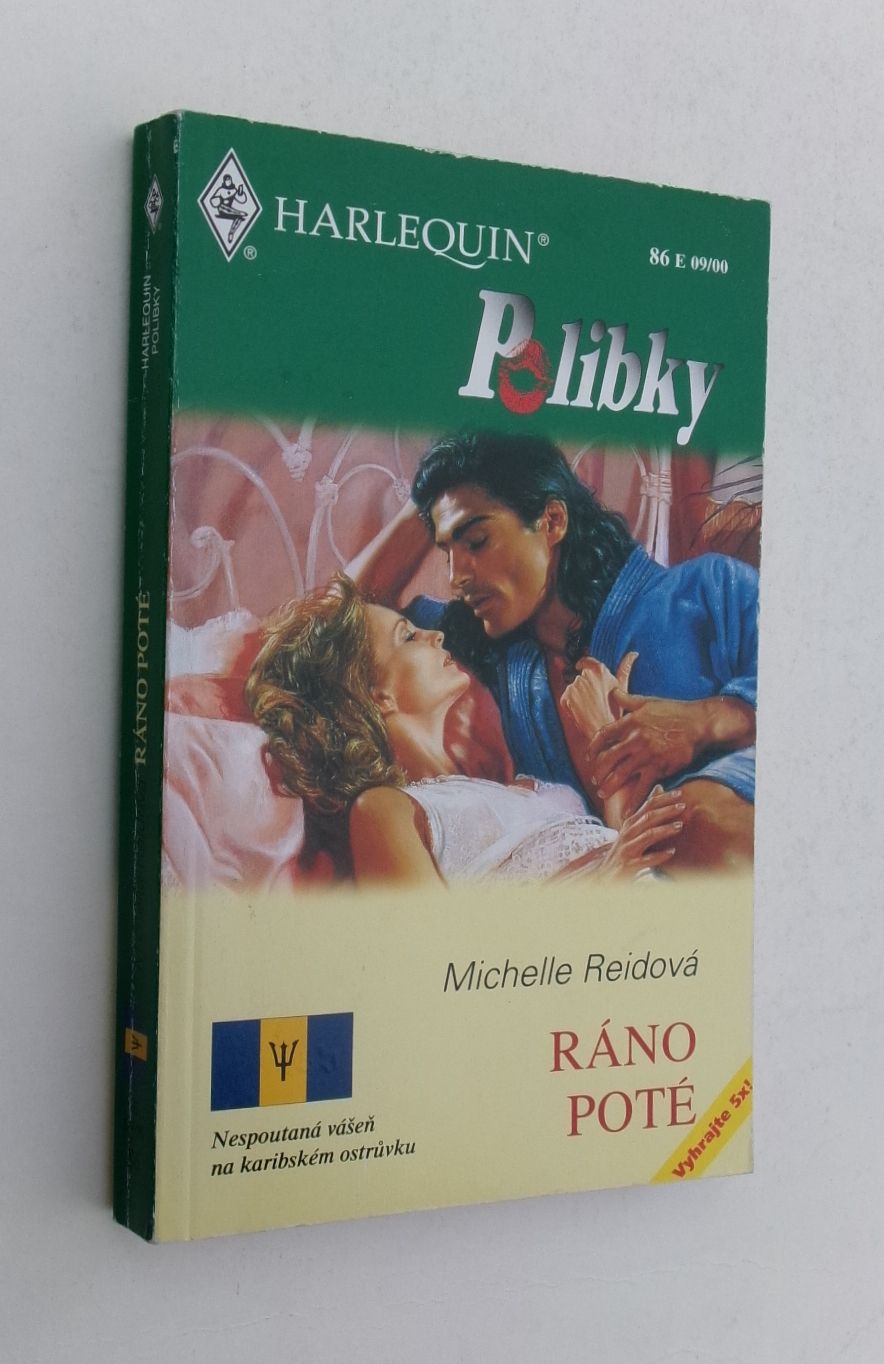 HARLEQUIN®
86 E 09/00
Polibky
Michelle Reidová
RÁNO
POTÉ
Nespoutaná vášeň
na karibském ostrůvku
Vyhrajte 5x!
HARLEQUIN
POLIBKY
RÁNO POTÉ